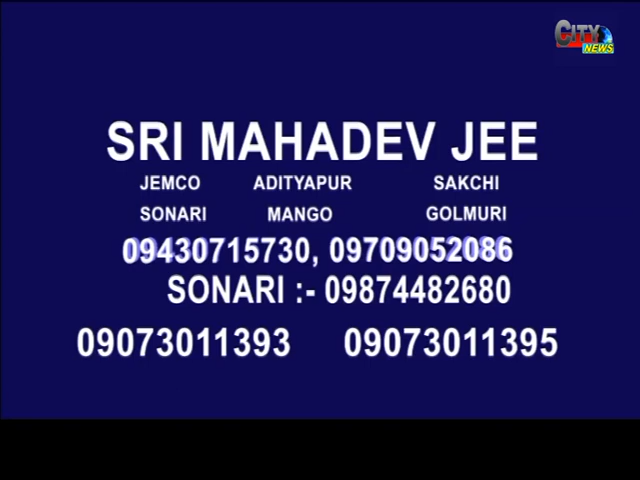 CITY
NEWS
SRI MAHADEV JEE
JEMCO ADITYAPUR SAKCHI
SONARI MANGO GOLMURI
09430715730, 09709052086
SONARI :- 09874482680
09073011393 09073011395